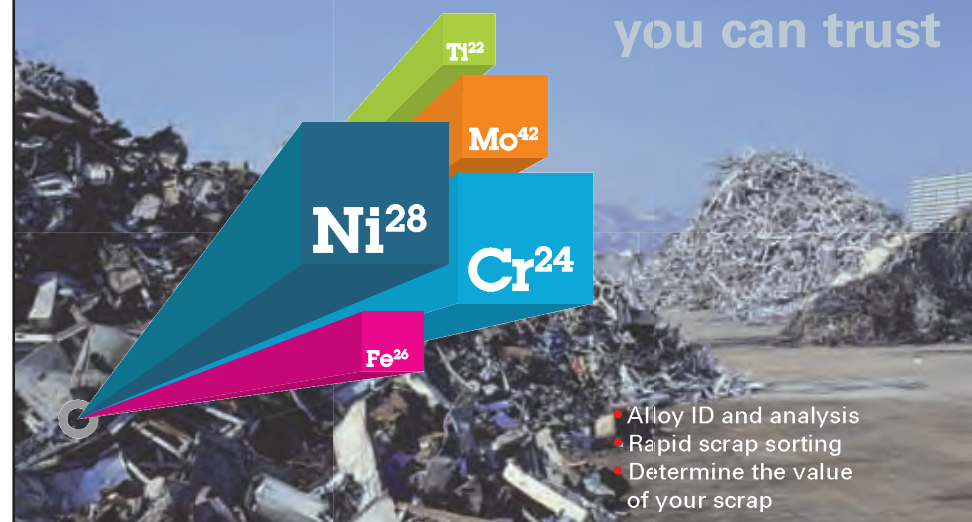 you can trust
Ti²²
Mo⁴²
Ni²⁸
Cr²⁴
Fe²⁶
• Alloy ID and analysis
• Rapid scrap sorting
• Determine the value
of your scrap